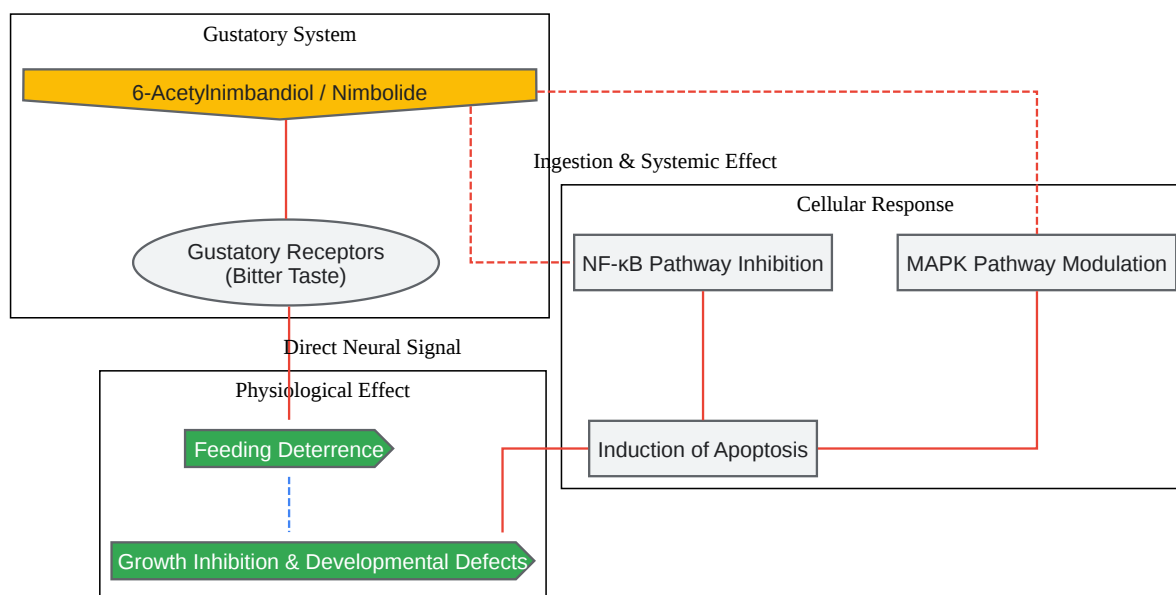 Gustatory System
6-Acetylnimbandiol / Nimbolide
Ingestion & Systemic Effect
Cellular Response
Gustatory Receptors
(Bitter Taste)
NF-κB Pathway Inhibition
MAPK Pathway Modulation
Direct Neural Signal
Physiological Effect
Feeding Deterrence
Induction of Apoptosis
Growth Inhibition & Developmental Defects